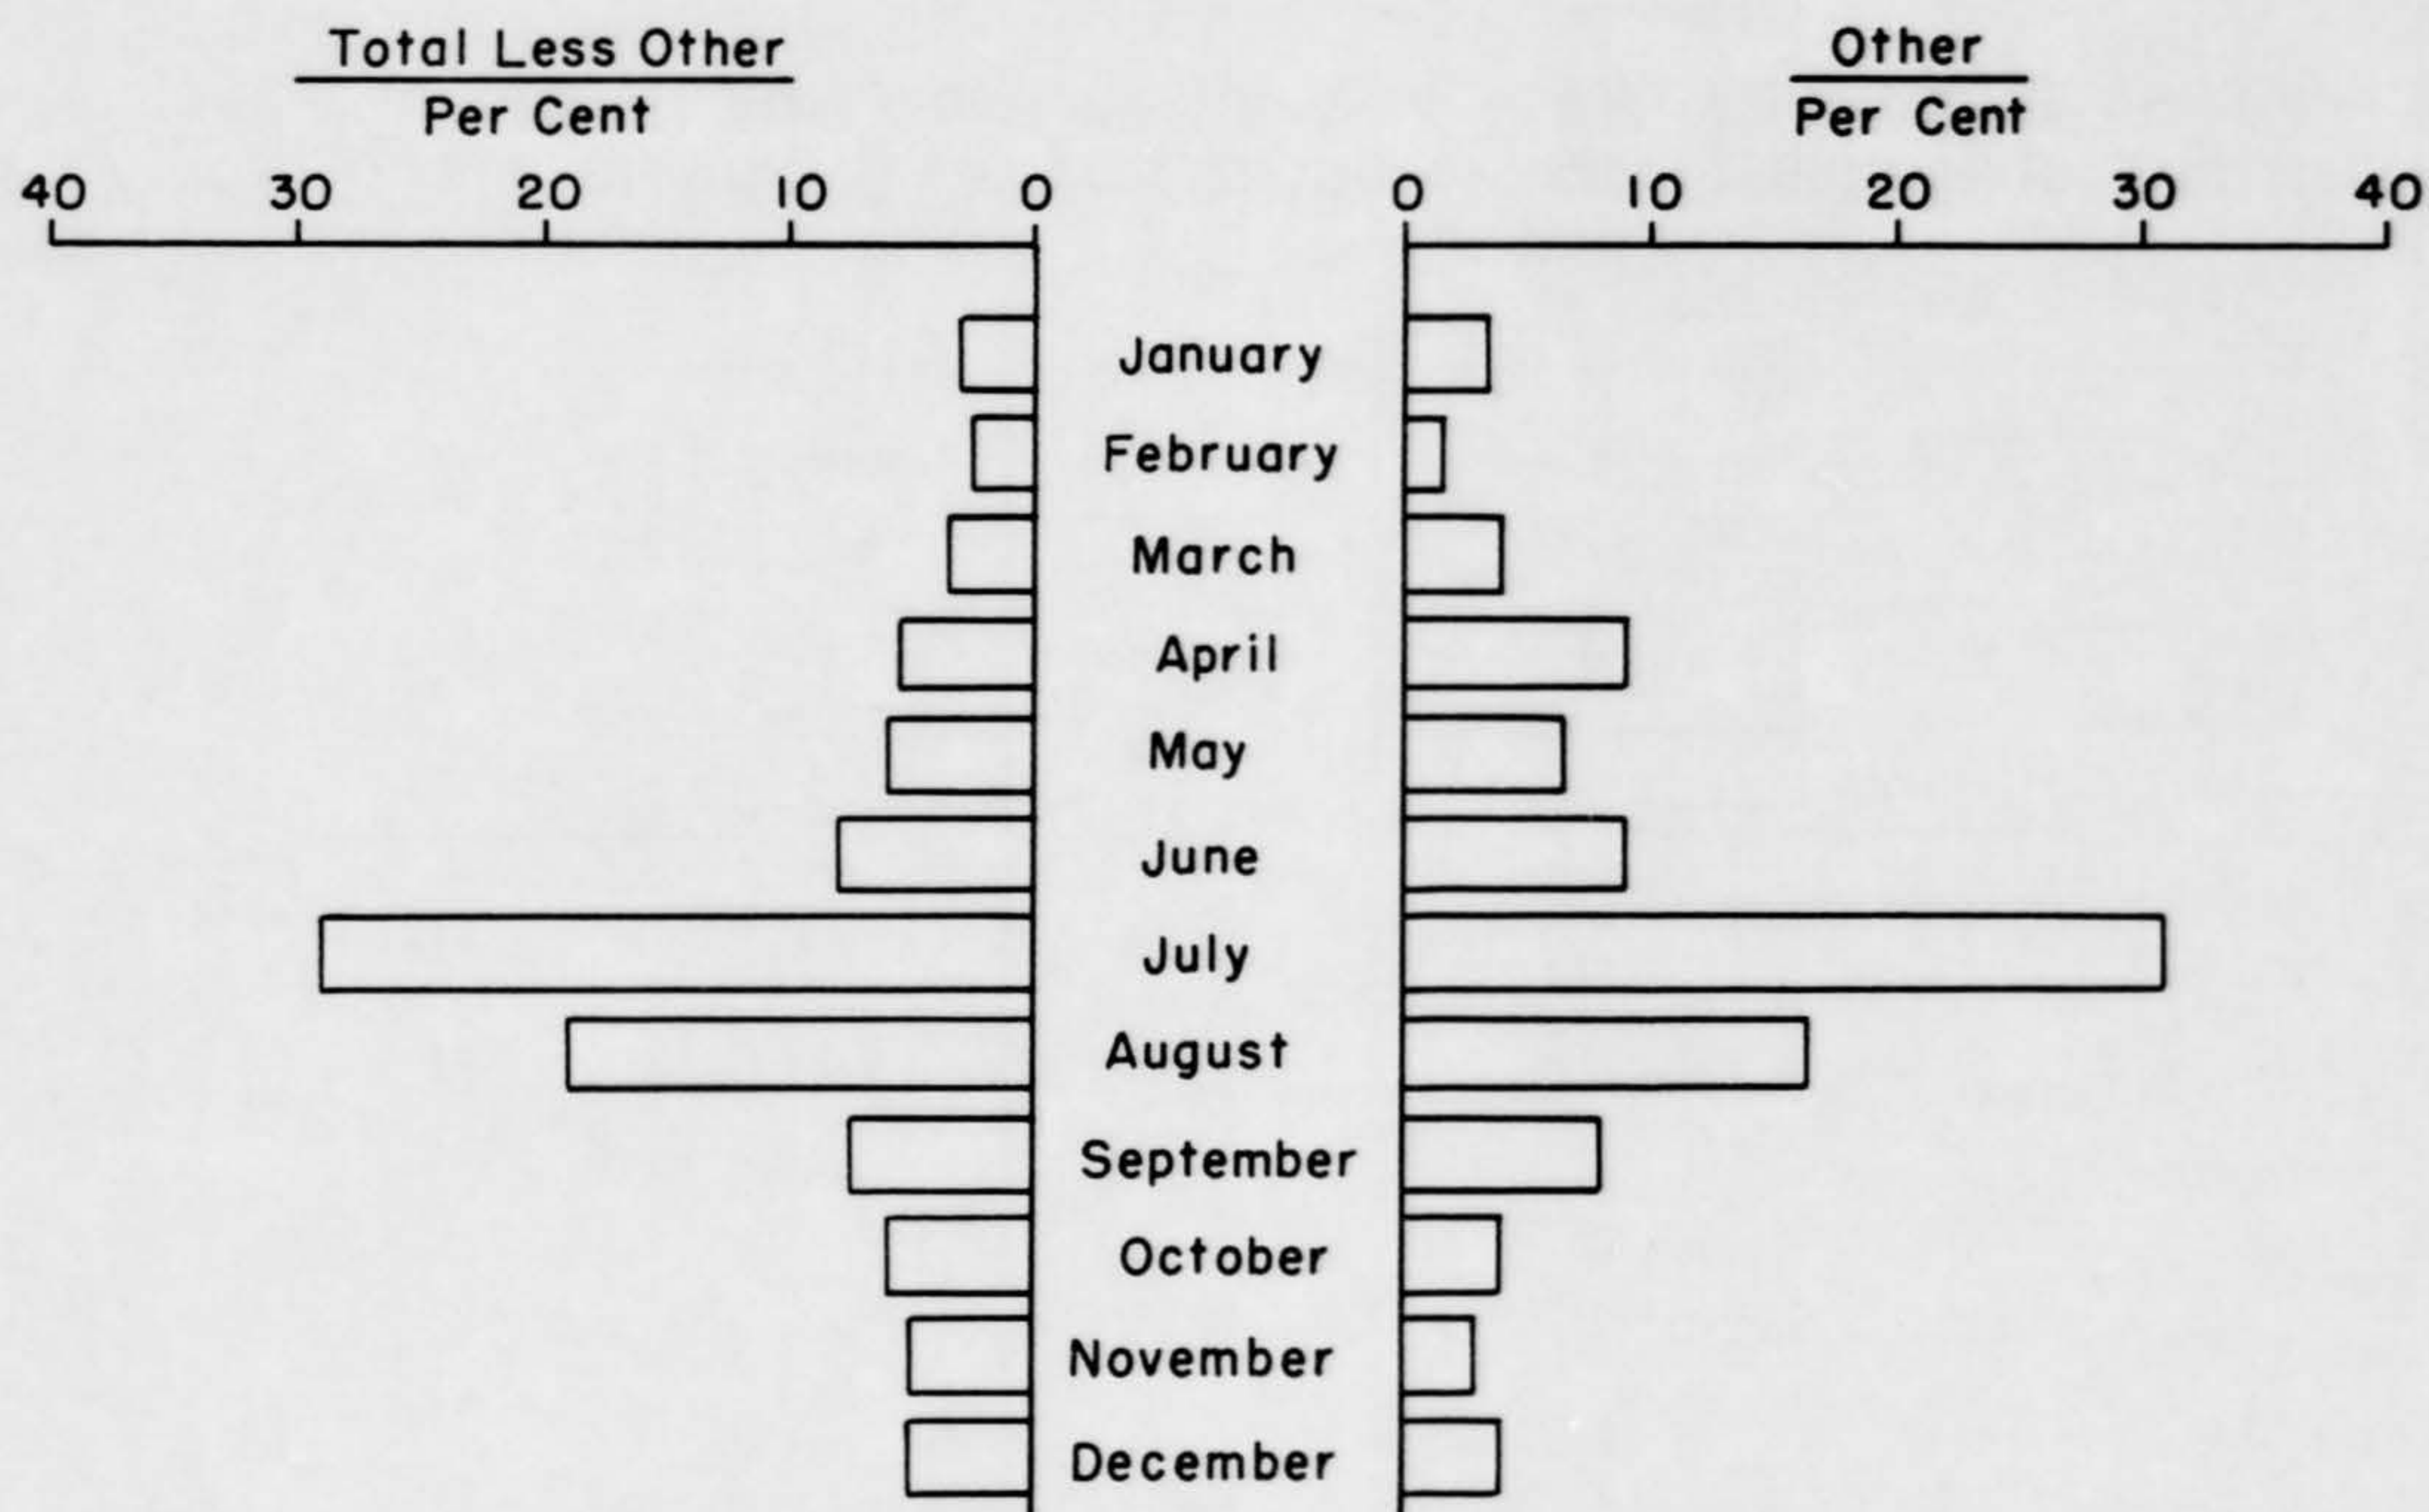 Total Less Other
Per Cent
Other
Per Cent
40 30 20 10 0
0 10 20 30 40
January
February
March
April
May
June
July
August
September
October
November
December